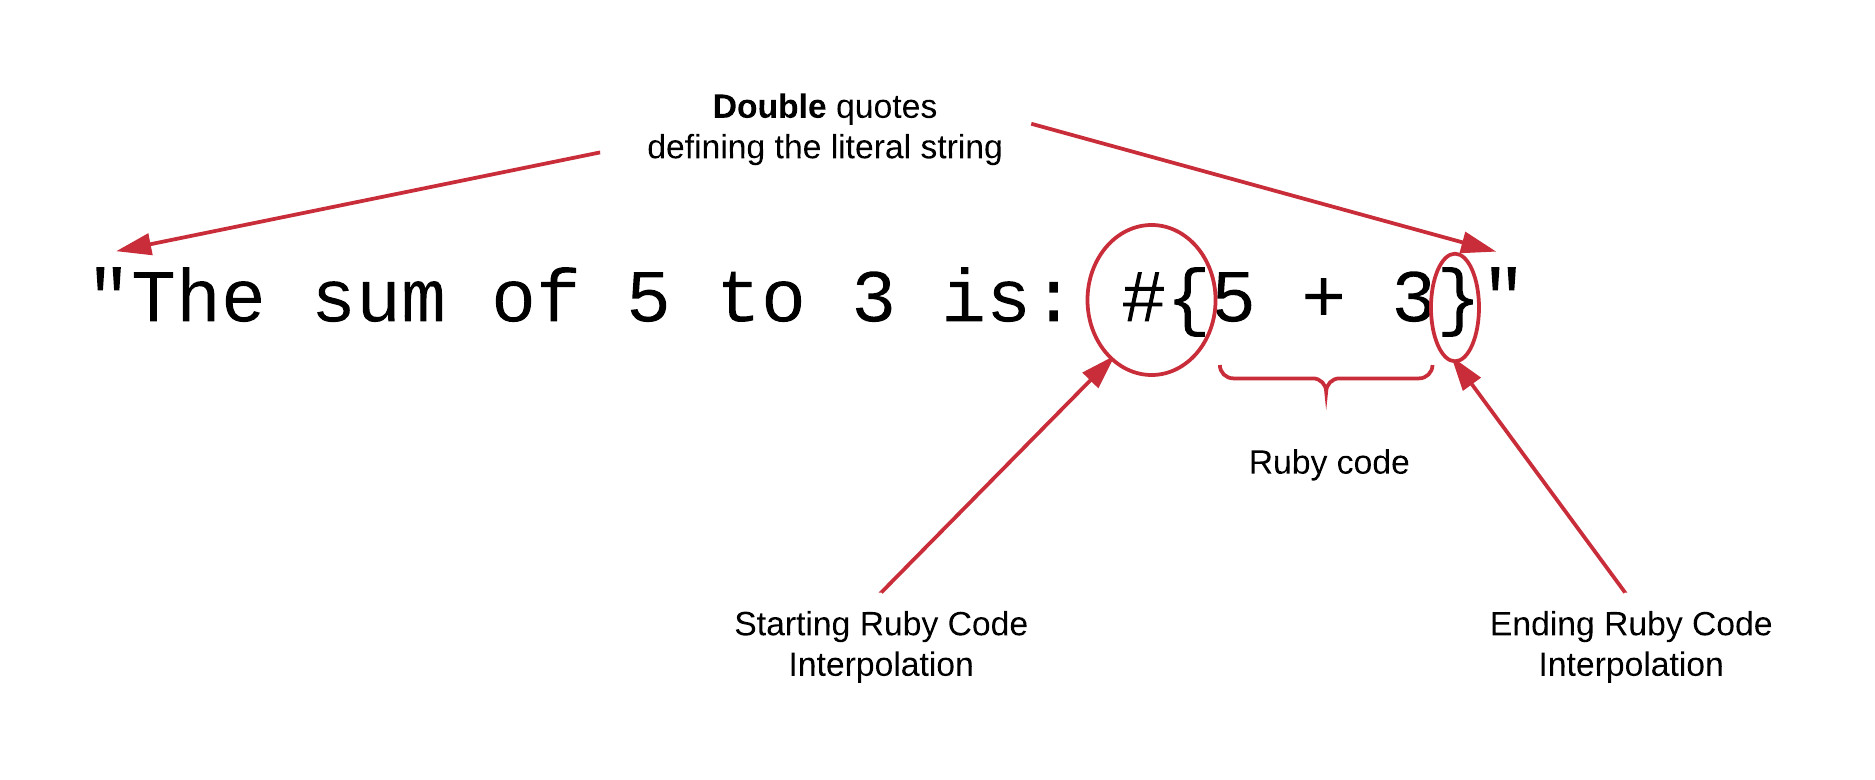 Double quotes
defining the literal string
"The sum of 5 to 3 is: #{5 + 3}"
Ruby code
Starting Ruby Code
Interpolation
Ending Ruby Code
Interpolation